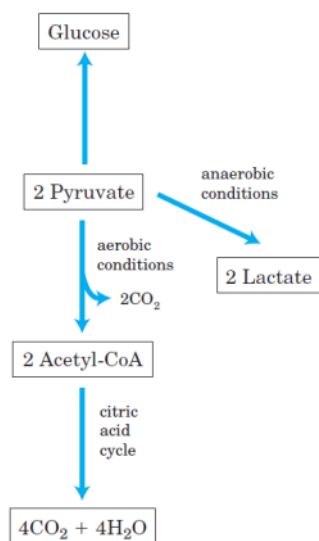 Glucose
anaerobic
conditions
2 Pyruvate
aerobic
conditions
2 Lactate
2CO₂
2 Acetyl-CoA
citric
acid
cycle
4CO₂ + 4H₂O